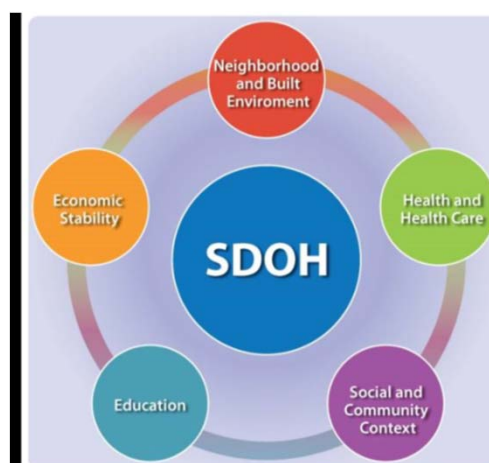 Neighborhood
and Built
Enviroment
Economic
Stability
Health and
Health Care
SDOH
Education
Social and
Community
Context